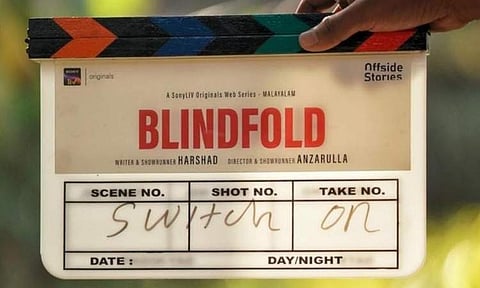 originals
Offside
Stories
A SonyLIV Originals Web Series - MALAYALAM
BLINDFOLD
WRITER & SHOWRUNNER HARSHAD DIRECTOR & SHOWRUNNER ANZARULLA
SCENE NO. SHOT NO. TAKE NO.
Switch on
DATE : DAY/NIGHT